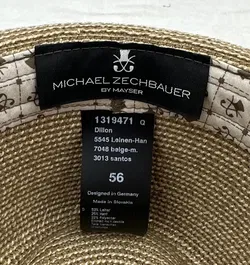 MICHAEL ZECHBAUER
BY MAYSER
1319471 Q
Dillon
5545 Leinen-Han
7048 beige-m.
3013 santos
56
Designed in Germany
Made in Slovakia